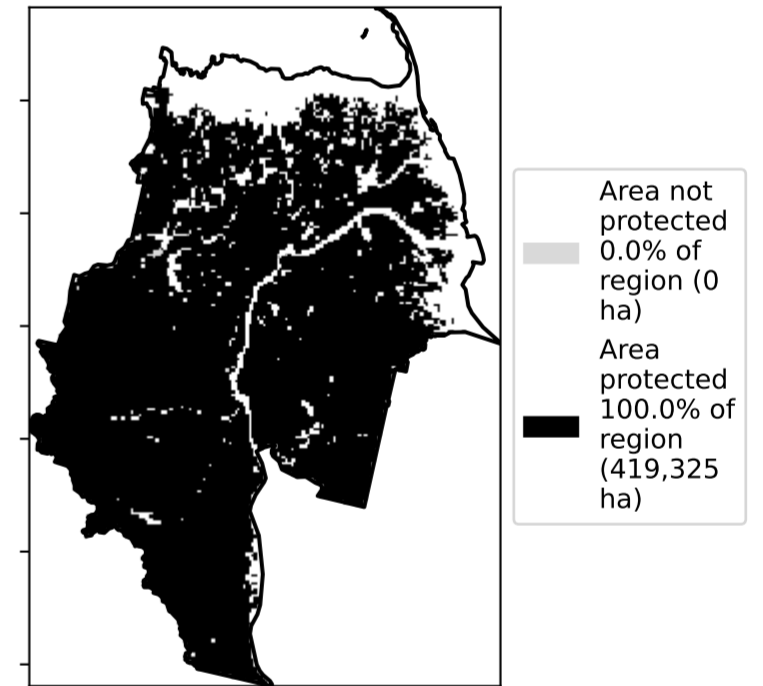 Area not
protected
0.0% of
region (0
ha)
Area
protected
100.0% of
region
(419,325
ha)